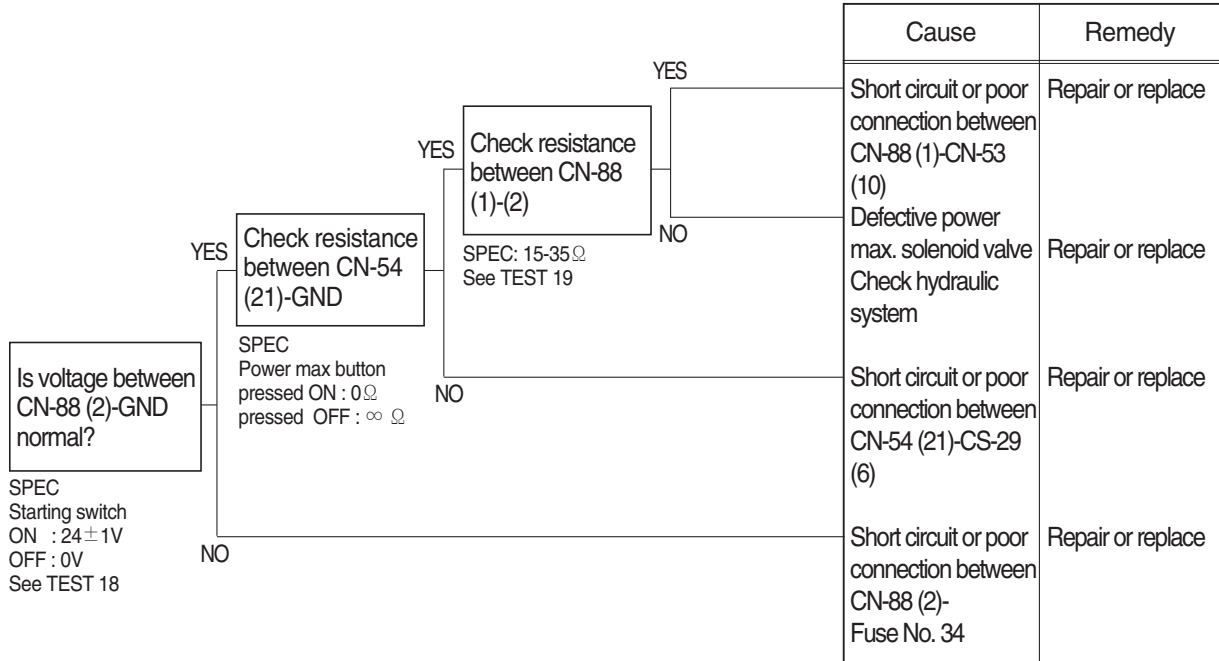 Cause
Remedy
YES
Short circuit or poor
connection between
CN-88 (1)-CN-53
(10)
Repair or replace
YES
Check resistance
between CN-88
(1)-(2)
NO
Defective power
max. solenoid valve
Check hydraulic
system
Repair or replace
SPEC: 15-35Ω
See TEST 19
YES
Check resistance
between CN-54
(21)-GND
SPEC
Power max button
pressed ON : 0Ω
pressed OFF : ∞ Ω
NO
Short circuit or poor
connection between
CN-54 (21)-CS-29
(6)
Repair or replace
Is voltage between
CN-88 (2)-GND
normal?
SPEC
Starting switch
ON : 24±1V
OFF : 0V
See TEST 18
NO
Short circuit or poor
connection between
CN-88 (2)-
Fuse No. 34
Repair or replace